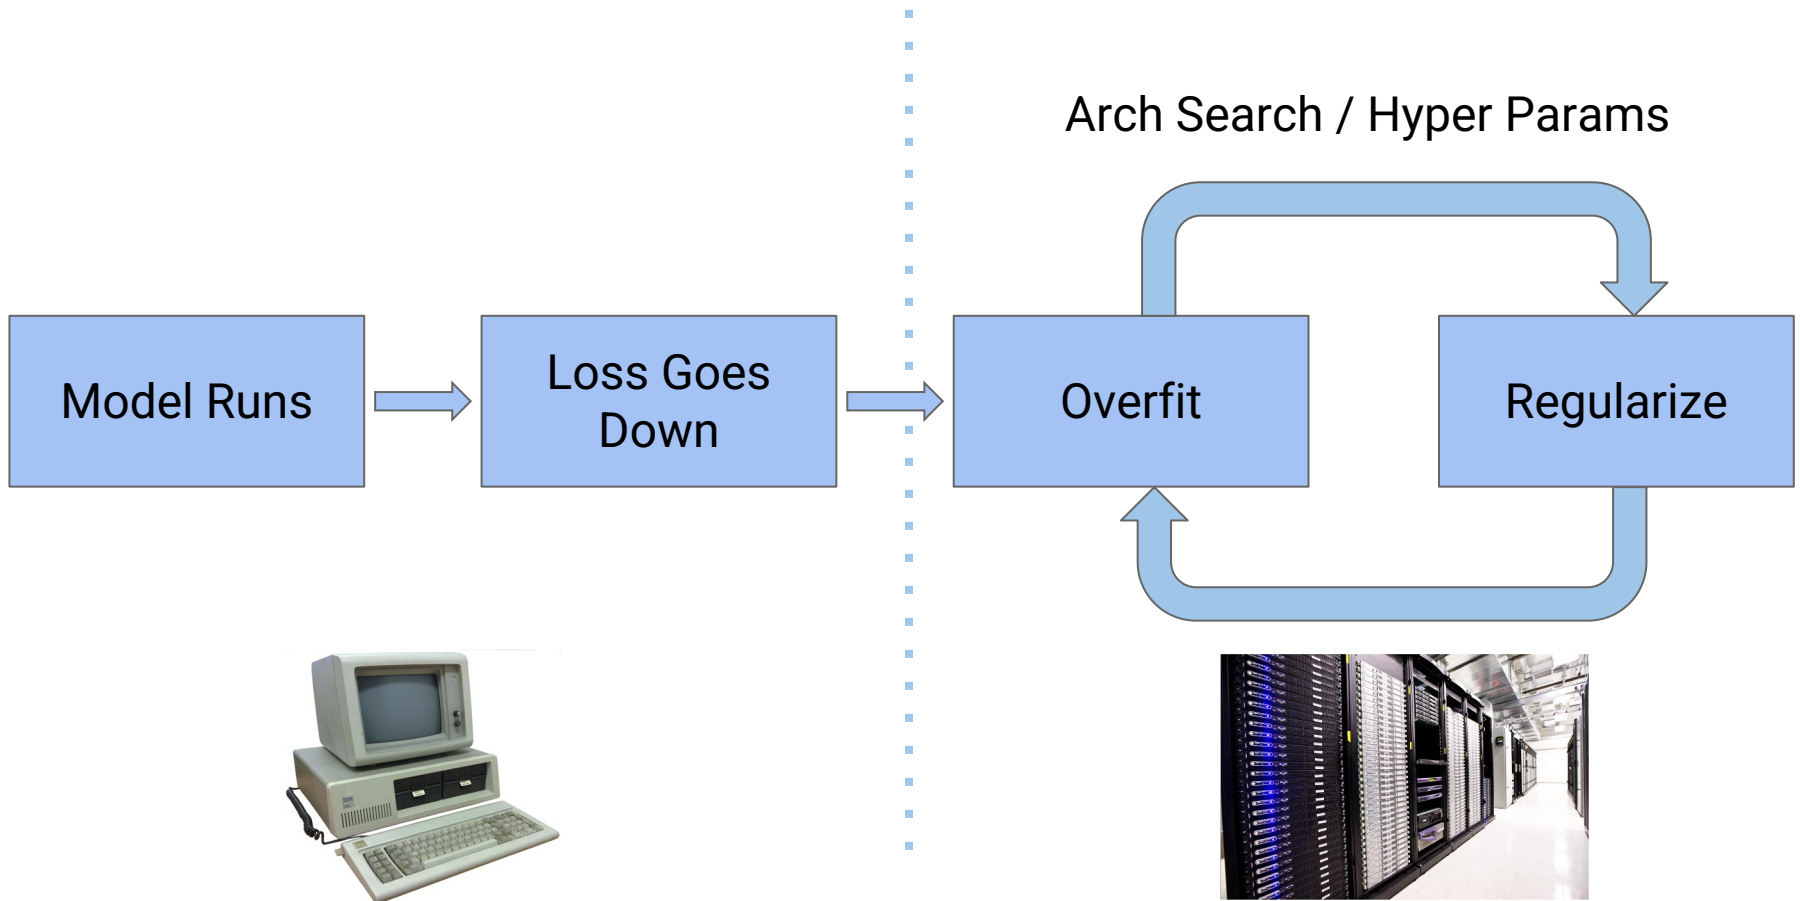 Arch Search / Hyper Params
Model Runs
Loss Goes
Down
Overfit
Regularize